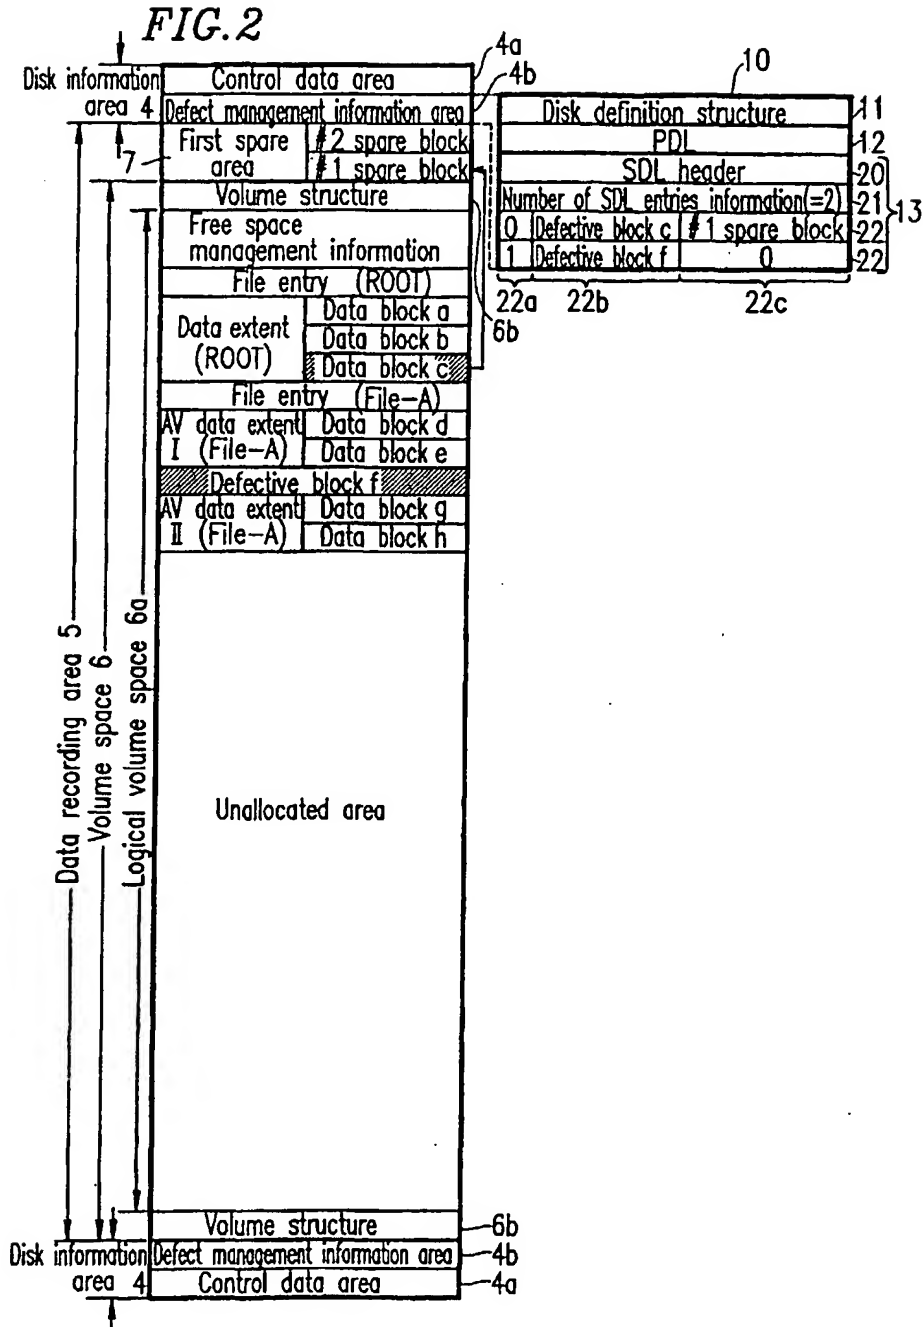 FIG.2
Disk information area 4
Control data area
4a
Defect management information area
4b
7
First spare area
#2 spare block
#1 spare block
Volume structure
6b
Free space management information
File entry (ROOT)
Data extent (ROOT)
Data block a
Data block b
Data block c
File entry (File-A)
AV data extent I (File-A)
Data block d
Data block e
Defective block f
AV data extent II (File-A)
Data block g
Data block h
Unallocated area
Volume structure
6b
Disk information area 4
Defect management information area
4b
Control data area
4a
Data recording area 5
Volume space 6
Logical volume space 6a
10
Disk definition structure
11
PDL
12
SDL header
20
Number of SDL entries information(=2)
21
13
0
Defective block c
#1 spare block
22
1
Defective block f
0
22
22a
22b
22c